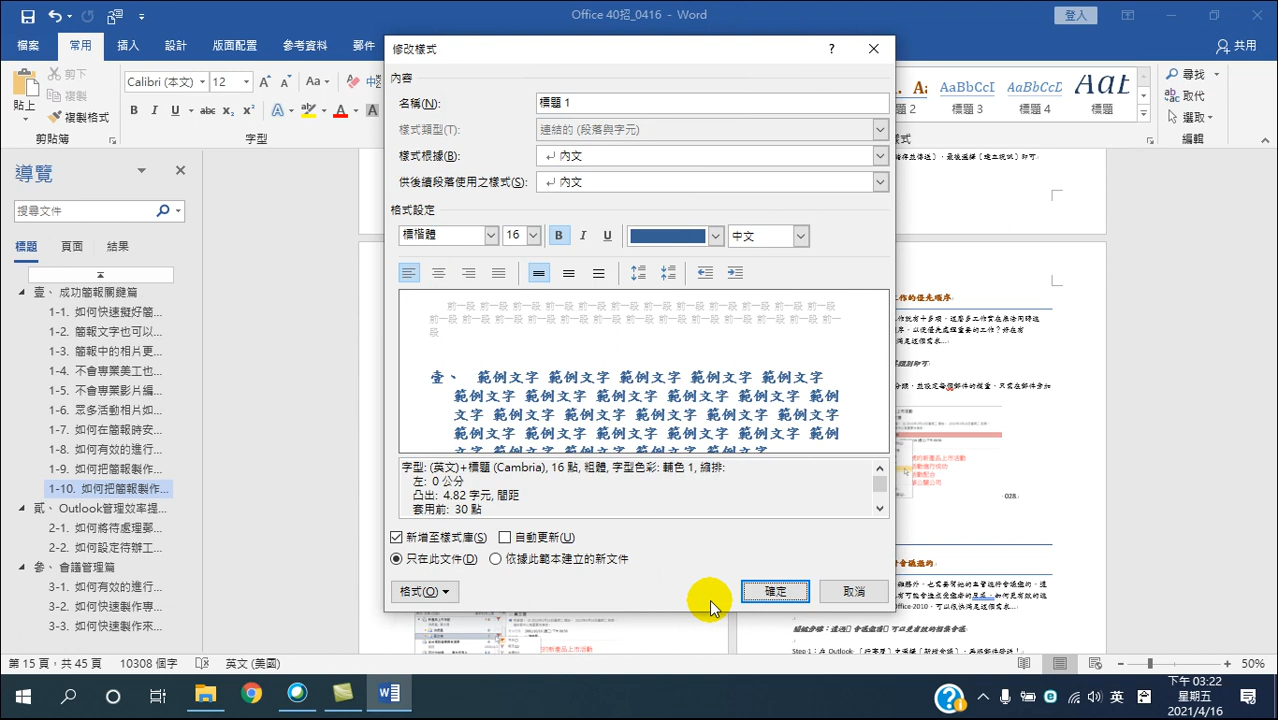 Office 40招_0416 - Word
登入
檔案
常用
插入
設計
版面配置
參考資料
郵件
共用
貼上
剪下
複製
複製格式
剪貼簿
Calibri (本文)
12
字型
標題 3
標題 4
標題
尋找
取代
選取
編輯
導覽
搜尋文件
標題
頁面
結果
壹、 成功簡報關鍵篇
1-1. 如何快速擬好簡...
1-2. 簡報文字也可以...
1-3. 簡報中的相片更...
1-4. 不會專業美工也...
1-5. 不會專業影片編...
1-6. 眾多活動相片如...
1-7. 如何在簡報時安...
1-8. 如何有效的進行...
1-9. 如何把簡報製作...
1-10. 如何把簡報製作...
貳、 Outlook管理效率提...
2-1. 如何將待處理郵...
2-2. 如何設定待辦工...
參、 會議管理篇
3-1. 如何有效的進行...
3-2. 如何快速製作專...
3-3. 如何快速製作來...
修改樣式
內容
名稱(N):
標題 1
樣式類型(T):
連結的 (段落與字元)
樣式根據(B):
內文
供後續段落使用之樣式(S):
內文
格式設定
標楷體
16
B
I
U
中文
前一段 前一段 前一段 前一段 前一段 前一段 前一段 前一段 前一段 前一段 前一段 前一段
前一段 前一段 前一段 前一段 前一段 前一段 前一段 前一段 前一段 前一段 前一段 前一
段
壹、 範例文字 範例文字 範例文字 範例文字 範例文字
範例文字 範例文字 範例文字 範例文字 範例文字 範例
文字 範例文字 範例文字 範例文字 範例文字 範例文字
範例文字 範例文字 範例文字 範例文字 範例文字 範例
字型: (英文)+標題 (Cambria), 16 點, 粗體, 字型色彩: 輔色 1, 縮排:
左: 0 公分
凸出: 4.82 字元, 間距
套用前: 30 點
新增至樣式庫(S)
自動更新(U)
只在此文件(D)
依據此範本建立的新文件
格式(O)
確定
取消
第 15 頁，共 45 頁
10308 個字
英文 (美國)
50%
英
下午 03:22
星期五
2021/4/16